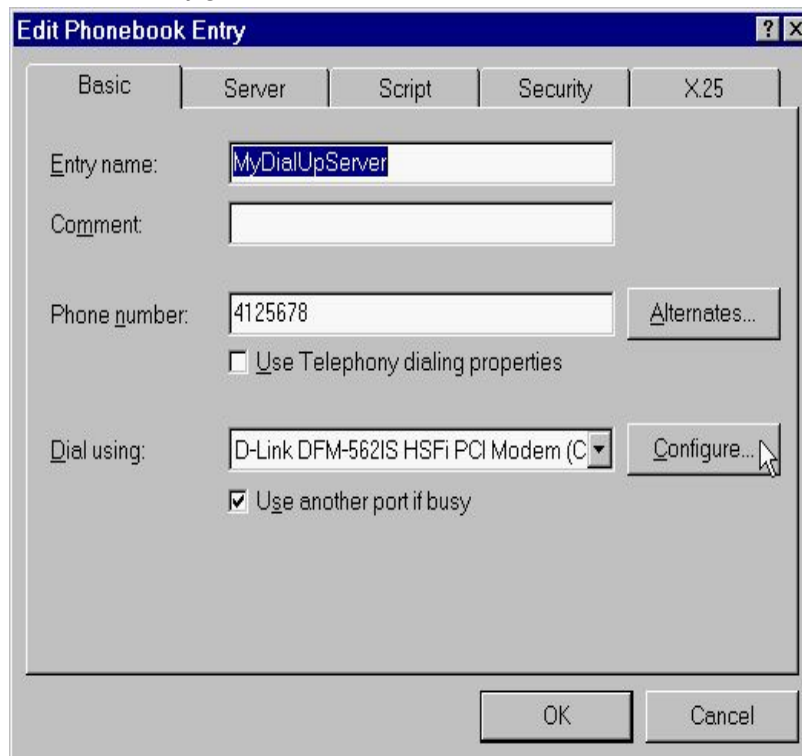 Edit Phonebook Entry
Basic Server Script Security X.25
Entry name: MyDialUpServer
Comment:
Phone number: 4125678 Alternates...
Use Telephony dialing properties
Dial using: D-Link DFM-562IS HSFi PCI Modem (C Configure...
Use another port if busy
OK Cancel